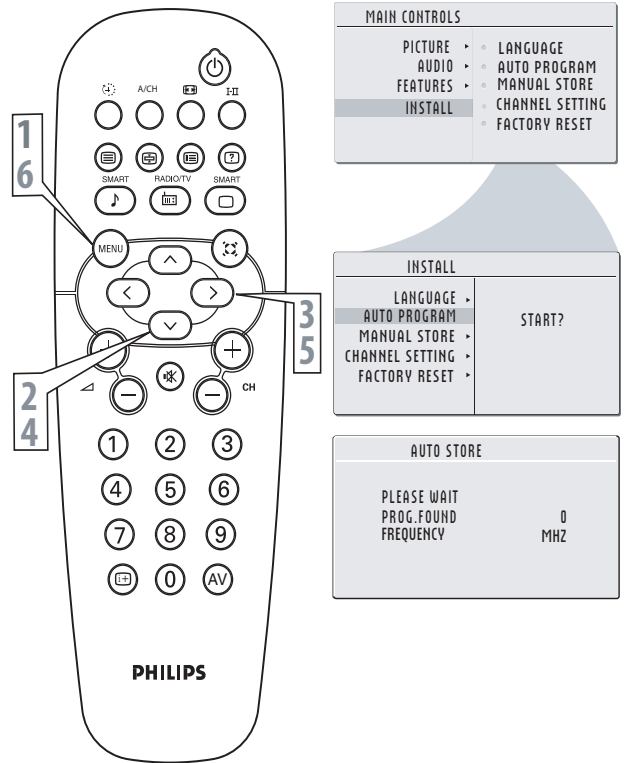 A/CH
I-II
SMART
RADIO/TV
SMART
?
MENU
1
6
3
5
2
4
CH
1 2 3
4 5 6
7 8 9
i+ 0 AV
PHILIPS
MAIN CONTROLS
PICTURE
AUDIO
FEATURES
INSTALL
LANGUAGE
AUTO PROGRAM
MANUAL STORE
CHANNEL SETTING
FACTORY RESET
INSTALL
LANGUAGE
AUTO PROGRAM
MANUAL STORE
CHANNEL SETTING
FACTORY RESET
START?
AUTO STORE
PLEASE WAIT
PROG.FOUND 0
FREQUENCY MHZ